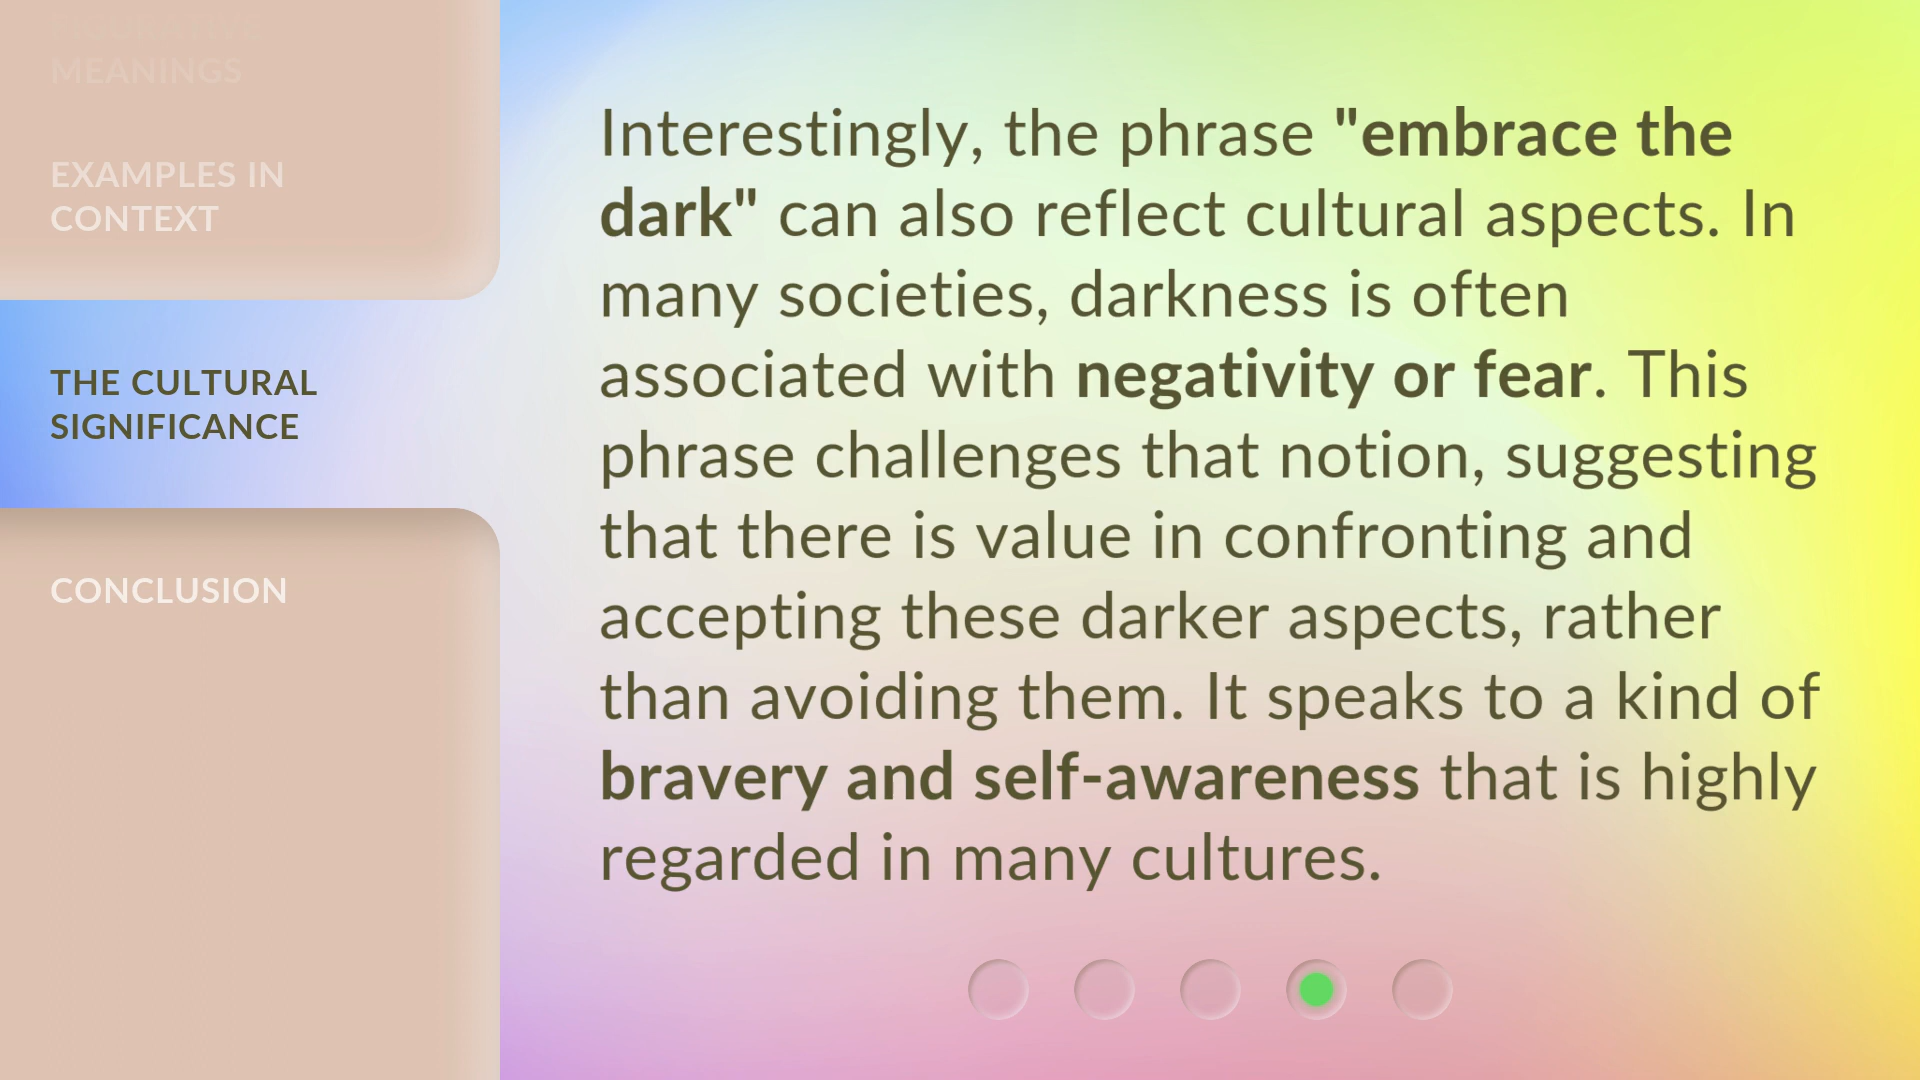 MEANINGS
EXAMPLES IN
CONTEXT
THE CULTURAL
SIGNIFICANCE
CONCLUSION
Interestingly, the phrase "embrace the
dark" can also reflect cultural aspects. In
many societies, darkness is often
associated with negativity or fear. This
phrase challenges that notion, suggesting
that there is value in confronting and
accepting these darker aspects, rather
than avoiding them. It speaks to a kind of
bravery and self-awareness that is highly
regarded in many cultures.